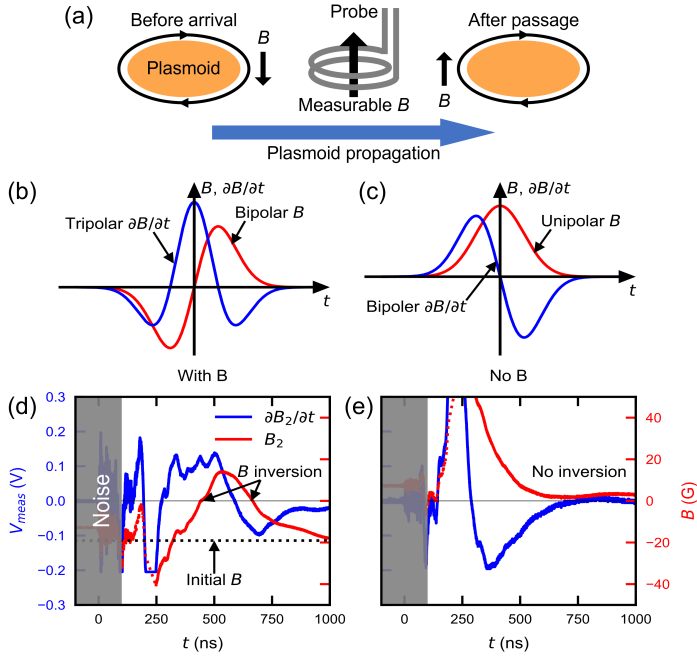 (a)
Before arrival
Probe
After passage
B
Plasmoid
B
Measurable B
Plasmoid propagation
(b)
B, ∂B/∂t
Tripolar ∂B/∂t
Bipolar B
t
With B
(c)
B, ∂B/∂t
Unipolar B
Bipoler ∂B/∂t
t
No B
(d)
0.3
0.2
0.1
0.0
−0.1
−0.2
−0.3
V_meas (V)
Noise
∂B₂/∂t
B₂
B inversion
Initial B
0 250 500 750 1000
t (ns)
(e)
No inversion
40
20
0
−20
−40
B (G)
0 250 500 750 1000
t (ns)